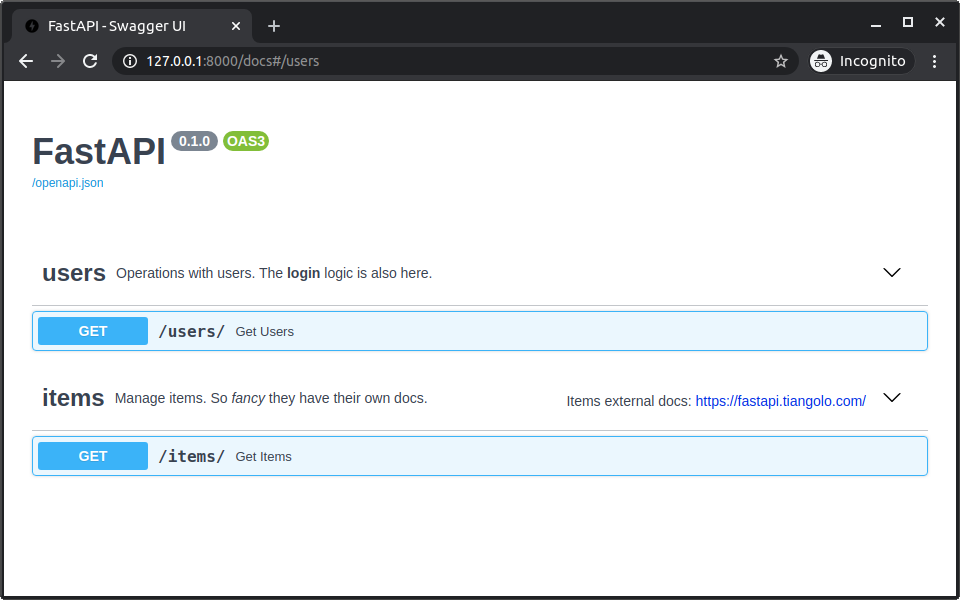 FastAPI - Swagger UI
127.0.0.1:8000/docs#/users
Incognito
FastAPI 0.1.0 OAS3
/openapi.json
users Operations with users. The login logic is also here.
GET /users/ Get Users
items Manage items. So fancy they have their own docs. Items external docs: https://fastapi.tiangolo.com/
GET /items/ Get Items